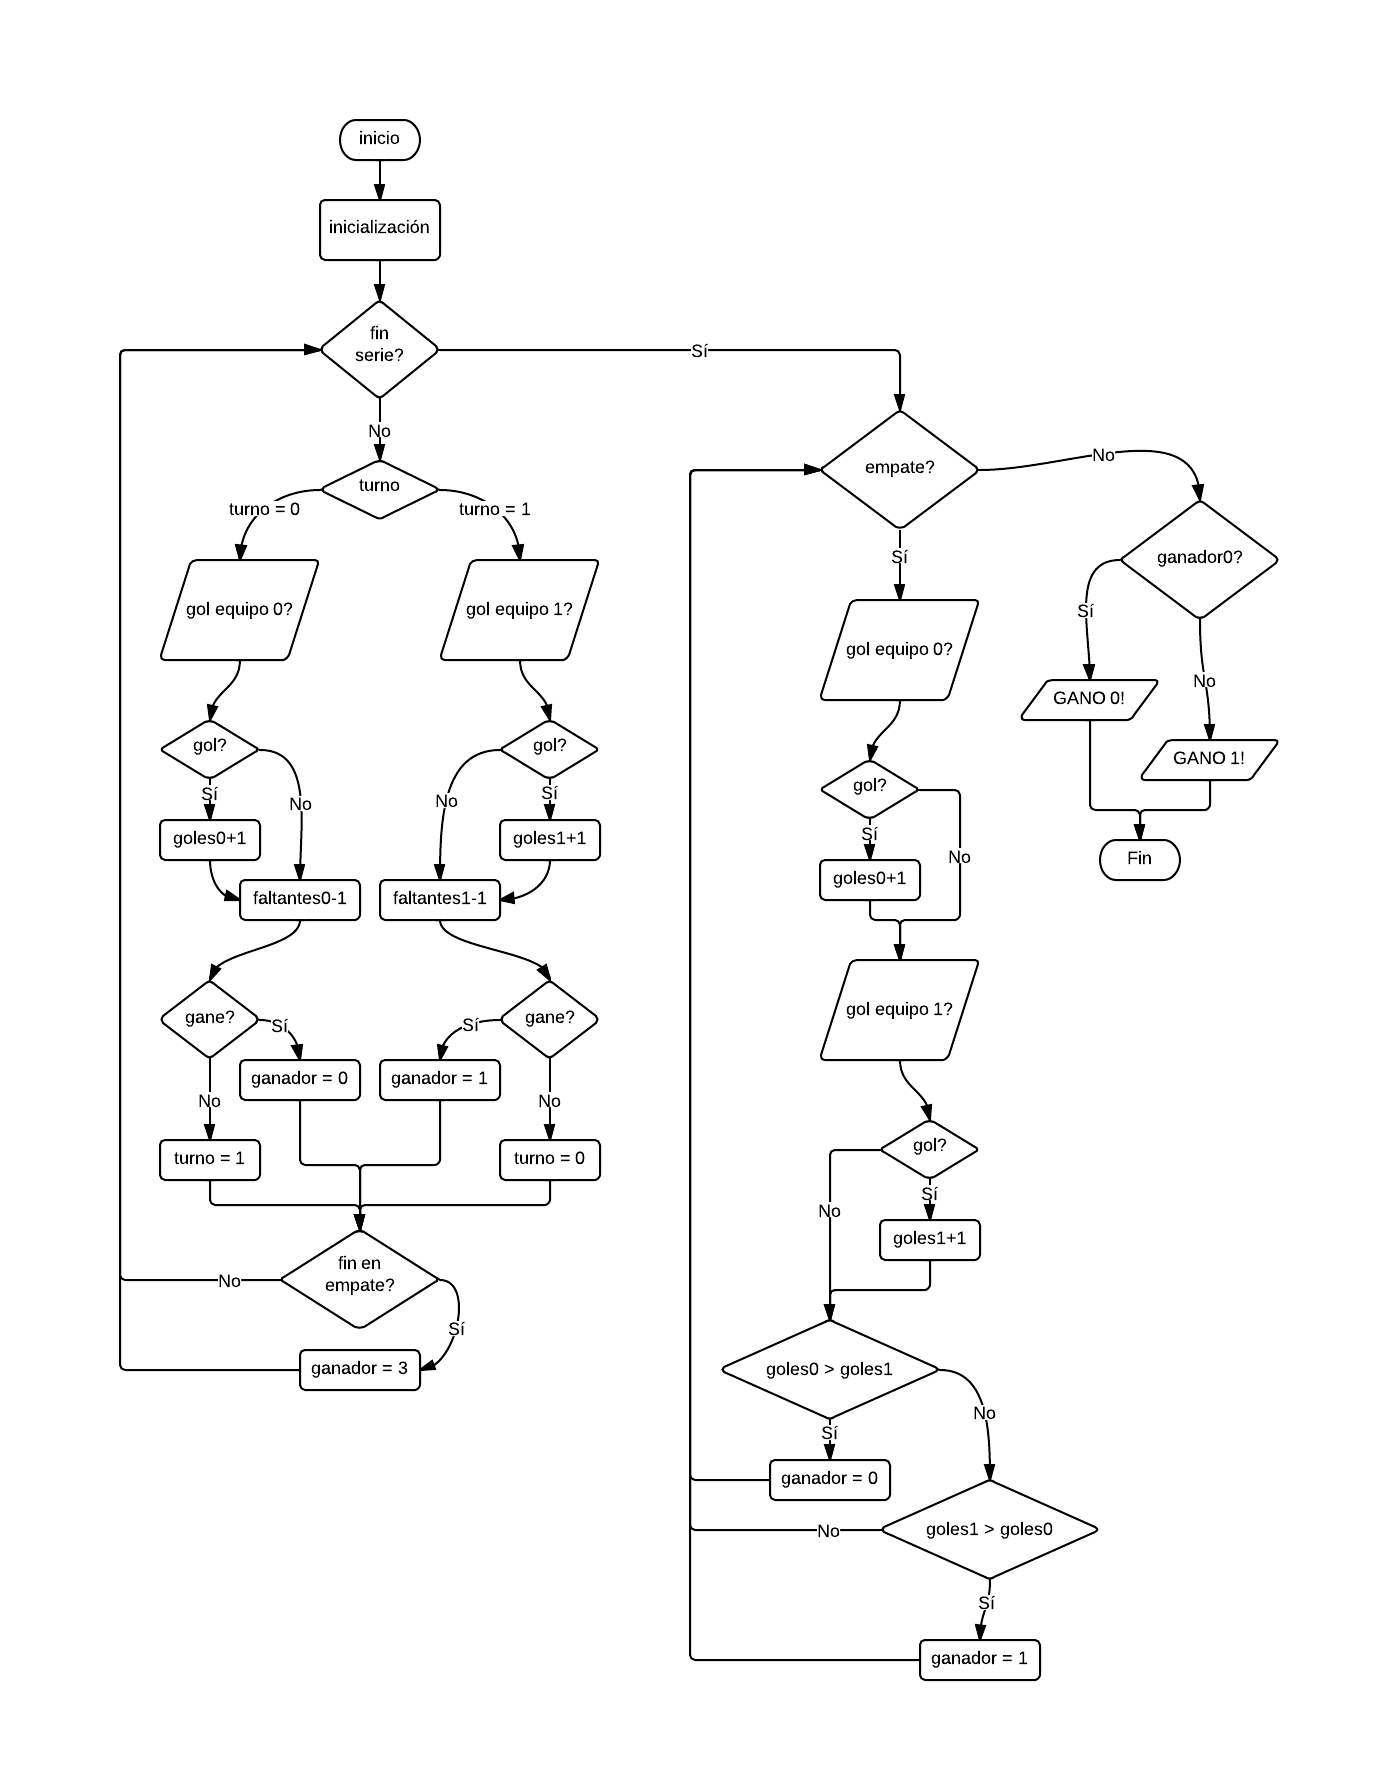 inicio
inicialización
fin
serie?
Sí
No
turno
turno = 0
turno = 1
gol equipo 0?
gol equipo 1?
gol?
gol?
Sí
No
No
Sí
goles0+1
goles1+1
faltantes0-1
faltantes1-1
gane?
Sí
Sí
gane?
ganador = 0
ganador = 1
No
No
turno = 1
turno = 0
fin en
empate?
No
Sí
ganador = 3
empate?
No
Sí
ganador0?
Sí
No
GANO 0!
GANO 1!
Fin
gol equipo 0?
gol?
Sí
No
goles0+1
gol equipo 1?
gol?
Sí
No
goles1+1
goles0 > goles1
No
Sí
ganador = 0
goles1 > goles0
No
Sí
ganador = 1